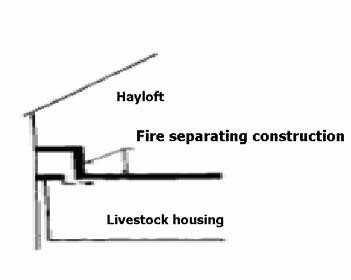 Hayloft
Fire separating construction
Livestock housing